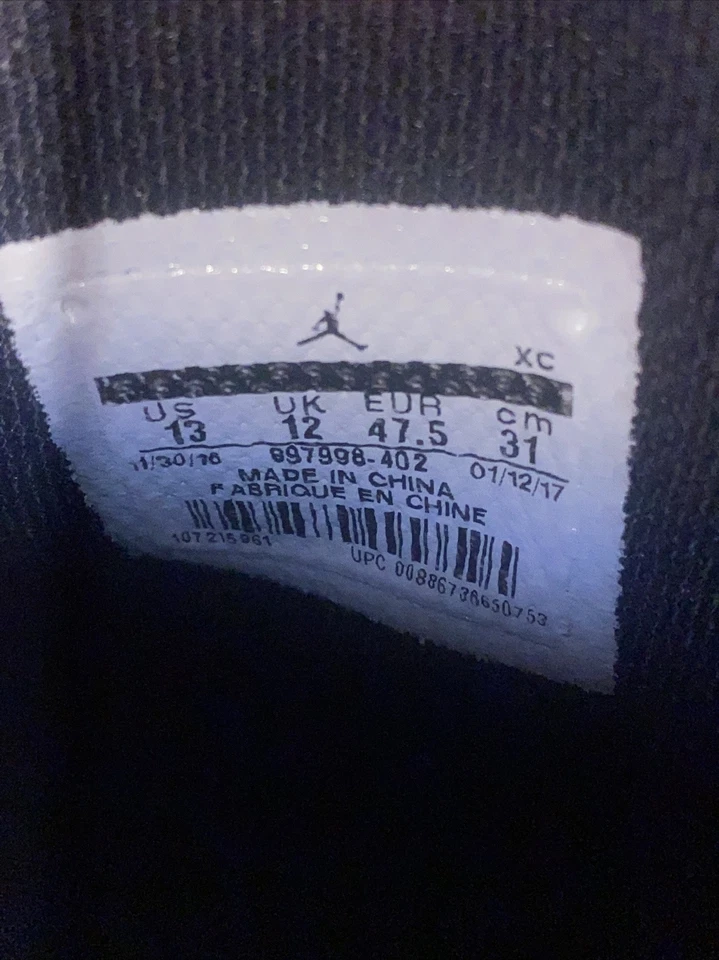 XC
US UK EUR cm
13 12 47.5 31
11/30/16 897998-402 01/12/17
MADE IN CHINA
FABRIQUE EN CHINE
107215961
UPC 00886736650753